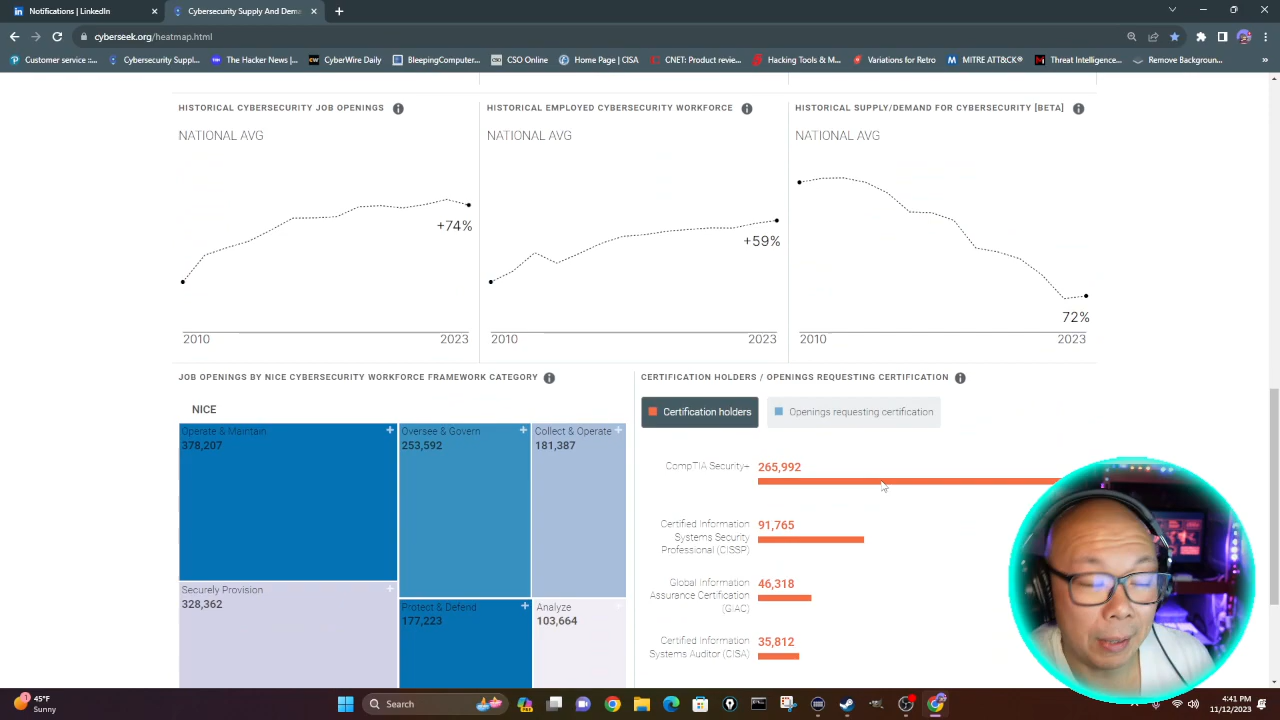 Notifications | LinkedIn
Cybersecurity Supply And Dema
cyberseek.org/heatmap.html
Customer service ::...
Cybersecurity Sup...
The Hacker News |...
CyberWire Daily
BleepingComputer...
CSO Online
Home Page | CISA
CNET: Product revie...
Hacking Tools & M...
Variations for Retro
MITRE ATT&CK®
Threat Intelligence...
Remove Backgroun...
HISTORICAL CYBERSECURITY JOB OPENINGS
NATIONAL AVG
+74%
2010 2023
HISTORICAL EMPLOYED CYBERSECURITY WORKFORCE
NATIONAL AVG
+59%
2010 2023
HISTORICAL SUPPLY/DEMAND FOR CYBERSECURITY [BETA]
NATIONAL AVG
72%
2010 2023
JOB OPENINGS BY NICE CYBERSECURITY WORKFORCE FRAMEWORK CATEGORY
NICE
Operate & Maintain
378,207
Oversee & Govern
253,592
Collect & Operate
181,387
Securely Provision
328,362
Protect & Defend
177,223
Analyze
103,664
CERTIFICATION HOLDERS / OPENINGS REQUESTING CERTIFICATION
Certification holders
Openings requesting certification
CompTIA Security+
265,992
Certified Information
Systems Security
Professional (CISSP)
91,765
Global Information
Assurance Certification
(GIAC)
46,318
Certified Information
Systems Auditor (CISA)
35,812
45°F
Sunny
Search
4:41 PM
11/12/2023